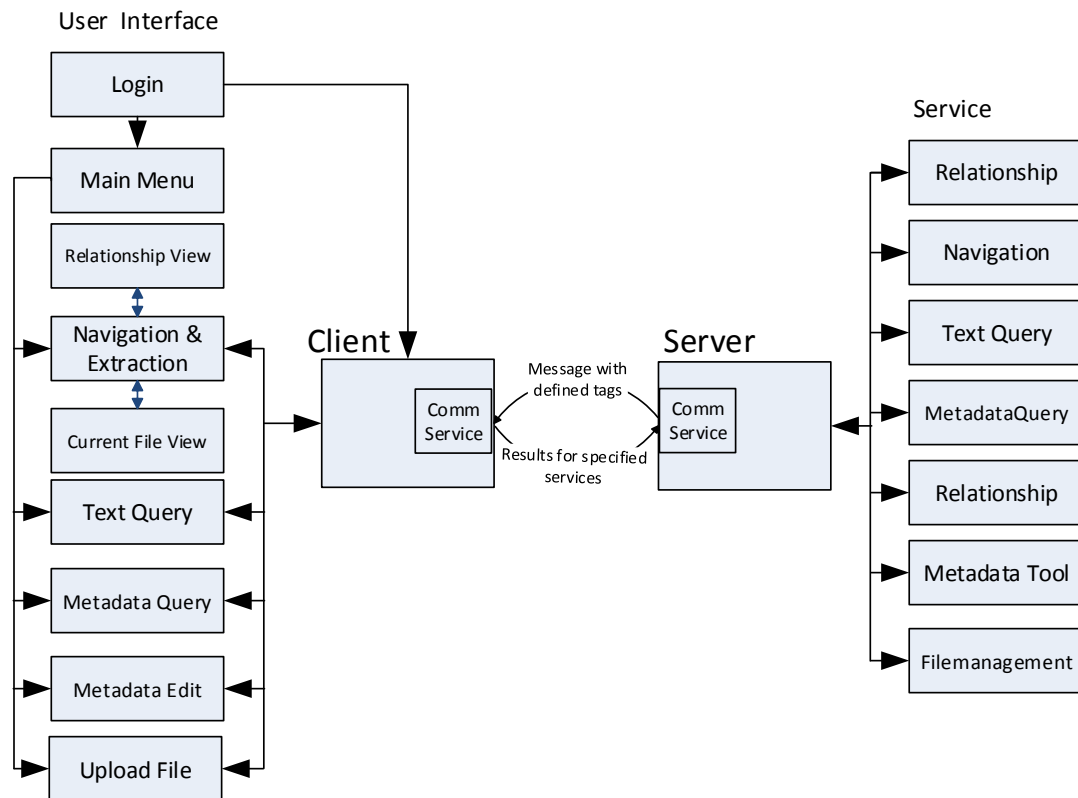 User Interface
Login
Main Menu
Relationship View
Navigation &
Extraction
Current File View
Text Query
Metadata Query
Metadata Edit
Upload File
Client
Comm
Service
Message with
defined tags
Results for specified
services
Server
Comm
Service
Service
Relationship
Navigation
Text Query
MetadataQuery
Relationship
Metadata Tool
Filemanagement